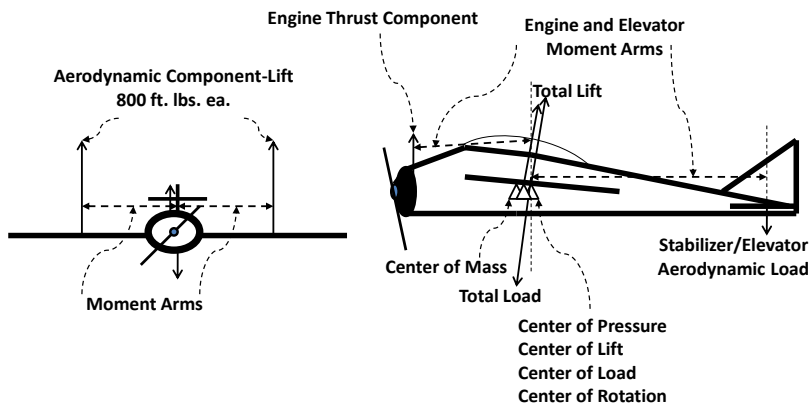 Engine Thrust Component
Engine and Elevator
Moment Arms
Aerodynamic Component-Lift
800 ft. lbs. ea.
Total Lift
Moment Arms
Center of Mass
Total Load
Stabilizer/Elevator
Aerodynamic Load
Center of Pressure
Center of Lift
Center of Load
Center of Rotation